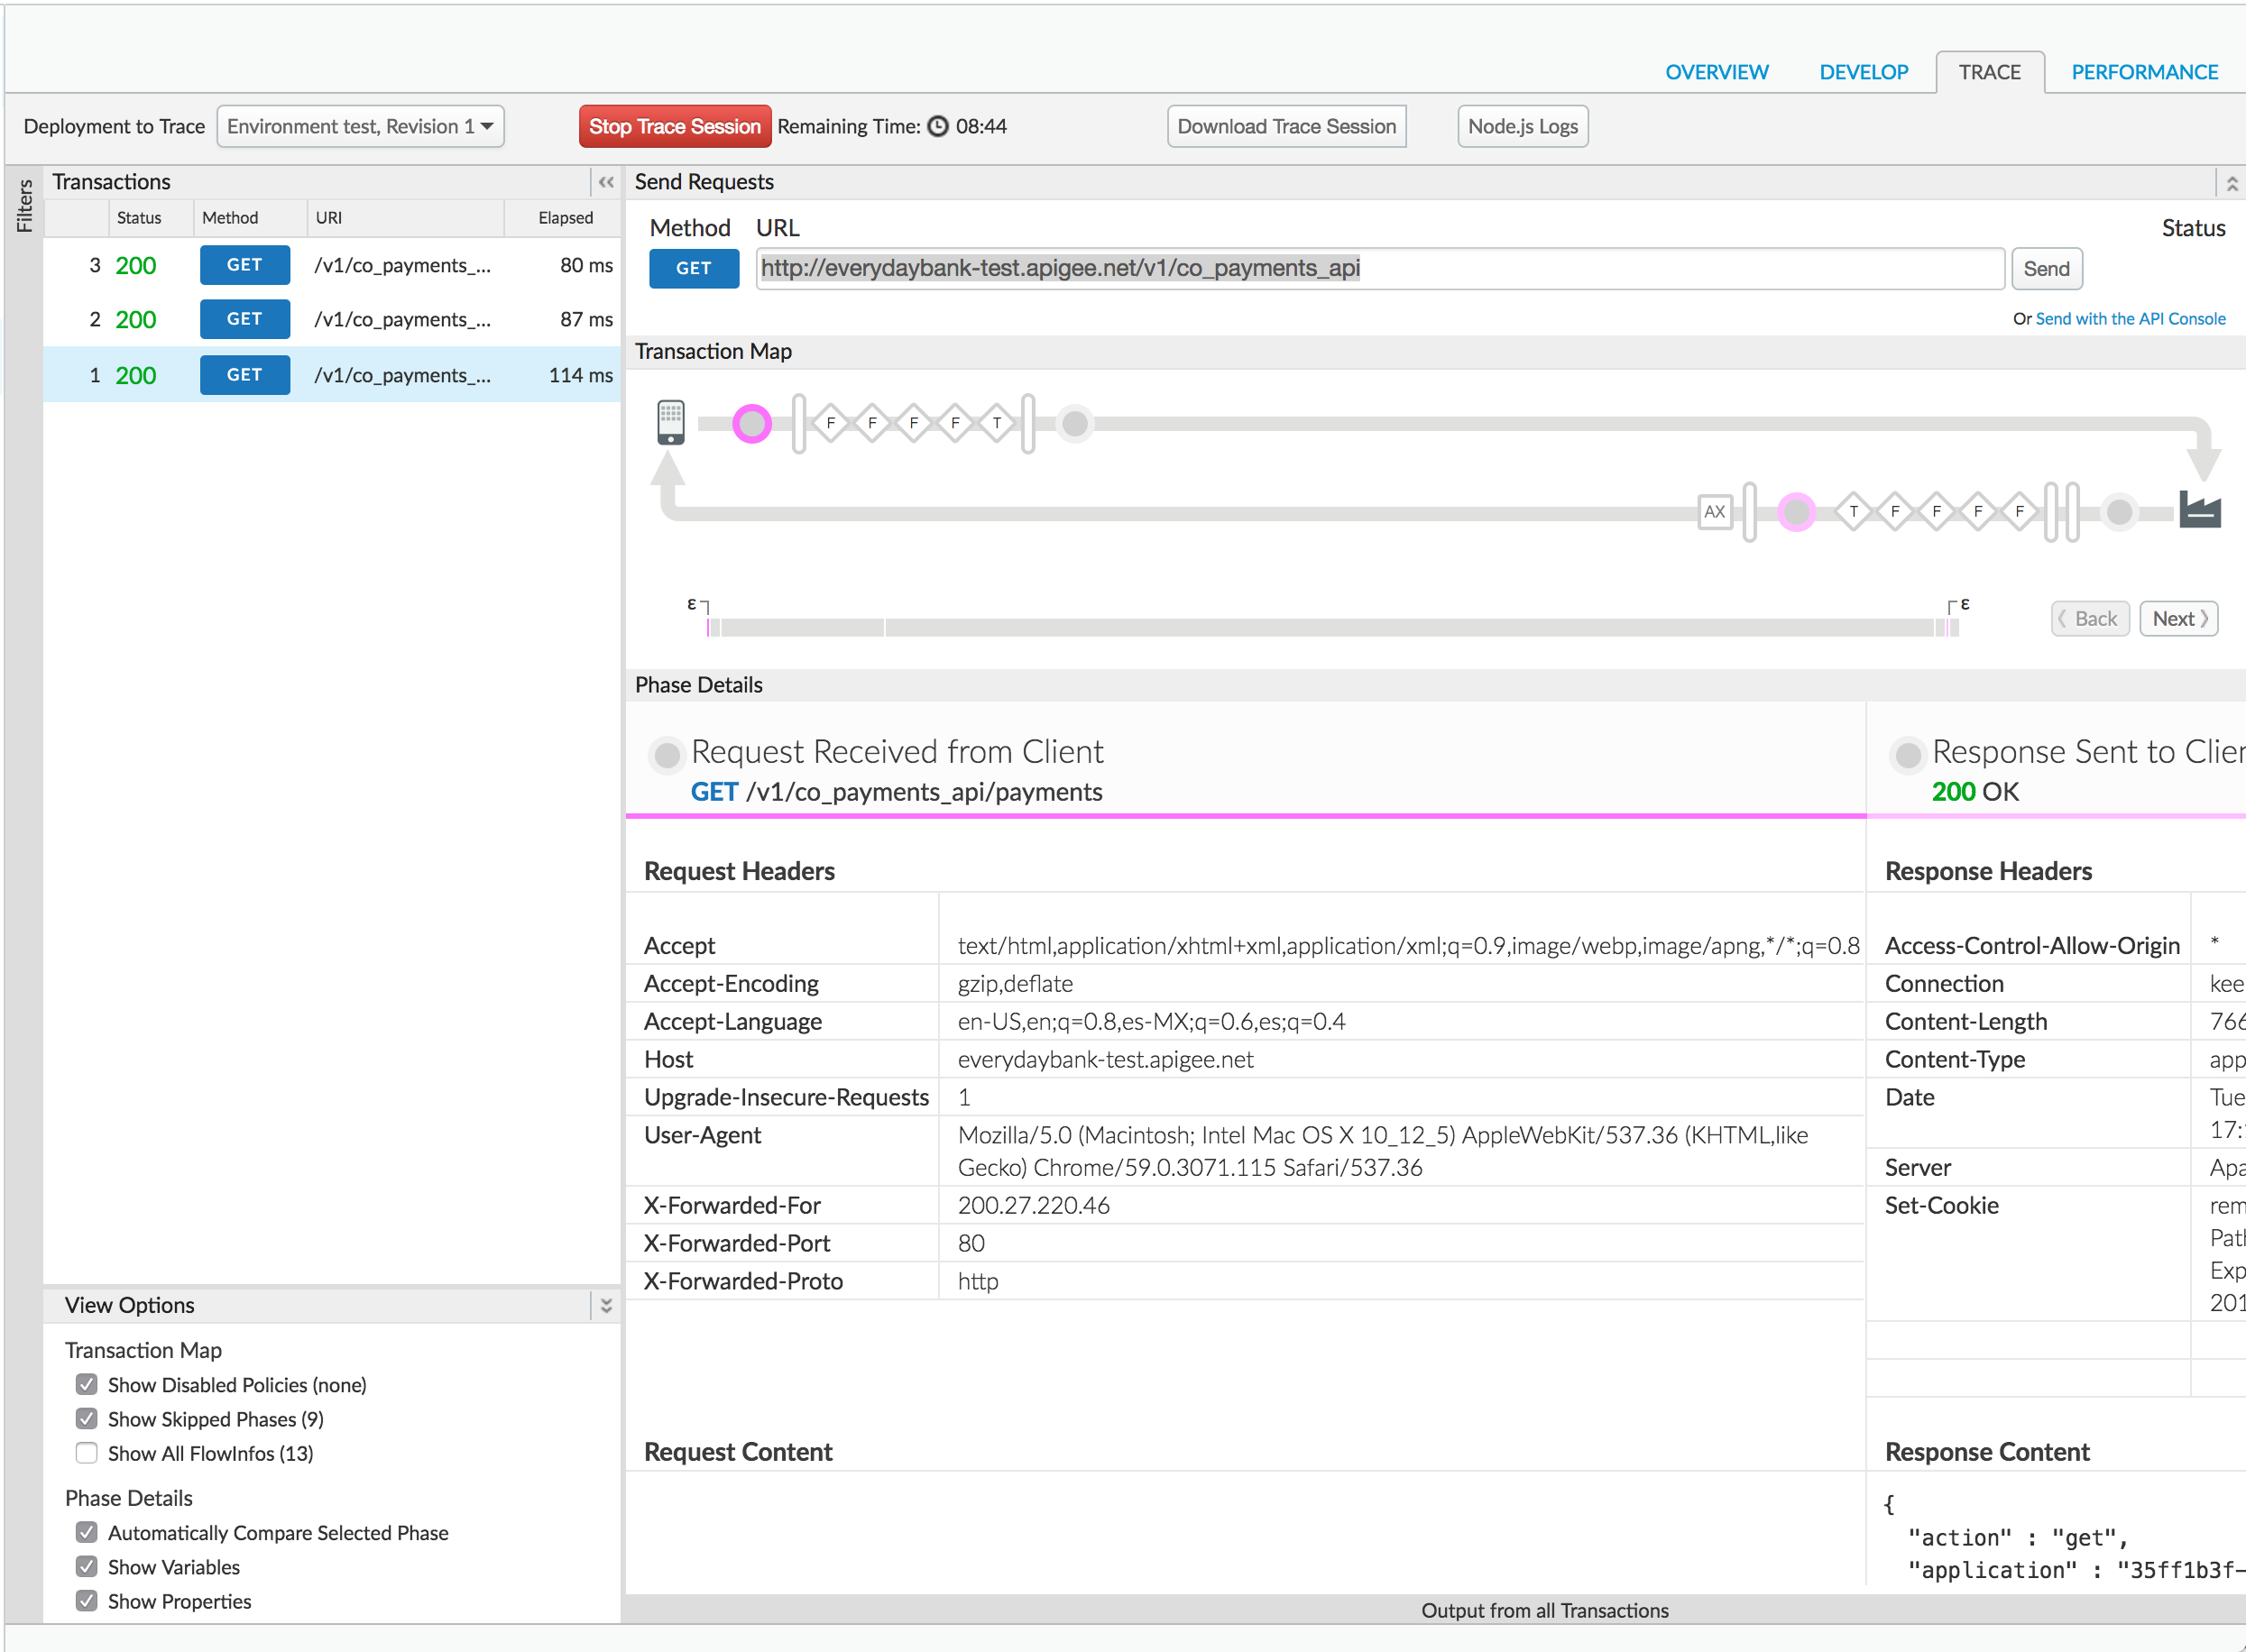 OVERVIEW DEVELOP TRACE PERFORMANCE
Deployment to Trace Environment test, Revision 1 Stop Trace Session Remaining Time: 08:44 Download Trace Session Node.js Logs
Filters
Transactions
Status Method URI Elapsed
3 200 GET /v1/co_payments_... 80 ms
2 200 GET /v1/co_payments_... 87 ms
1 200 GET /v1/co_payments_... 114 ms
Send Requests
Method URL Status
GET http://everydaybank-test.apigee.net/v1/co_payments_api Send
Or Send with the API Console
Transaction Map
F F F F T
AX T F F F F
ε ε
Back Next
Phase Details
Request Received from Client
GET /v1/co_payments_api/payments
Request Headers
Accept text/html,application/xhtml+xml,application/xml;q=0.9,image/webp,image/apng,*/*;q=0.8
Accept-Encoding gzip,deflate
Accept-Language en-US,en;q=0.8,es-MX;q=0.6,es;q=0.4
Host everydaybank-test.apigee.net
Upgrade-Insecure-Requests 1
User-Agent Mozilla/5.0 (Macintosh; Intel Mac OS X 10_12_5) AppleWebKit/537.36 (KHTML,like
Gecko) Chrome/59.0.3071.115 Safari/537.36
X-Forwarded-For 200.27.220.46
X-Forwarded-Port 80
X-Forwarded-Proto http
Request Content
Response Sent to Clier
200 OK
Response Headers
Access-Control-Allow-Origin *
Connection kee
Content-Length 766
Content-Type app
Date Tue
17:
Server Apa
Set-Cookie rem
Path
Exp
201
Response Content
{
"action" : "get",
"application" : "35ff1b3f-
View Options
Transaction Map
Show Disabled Policies (none)
Show Skipped Phases (9)
Show All FlowInfos (13)
Phase Details
Automatically Compare Selected Phase
Show Variables
Show Properties
Output from all Transactions